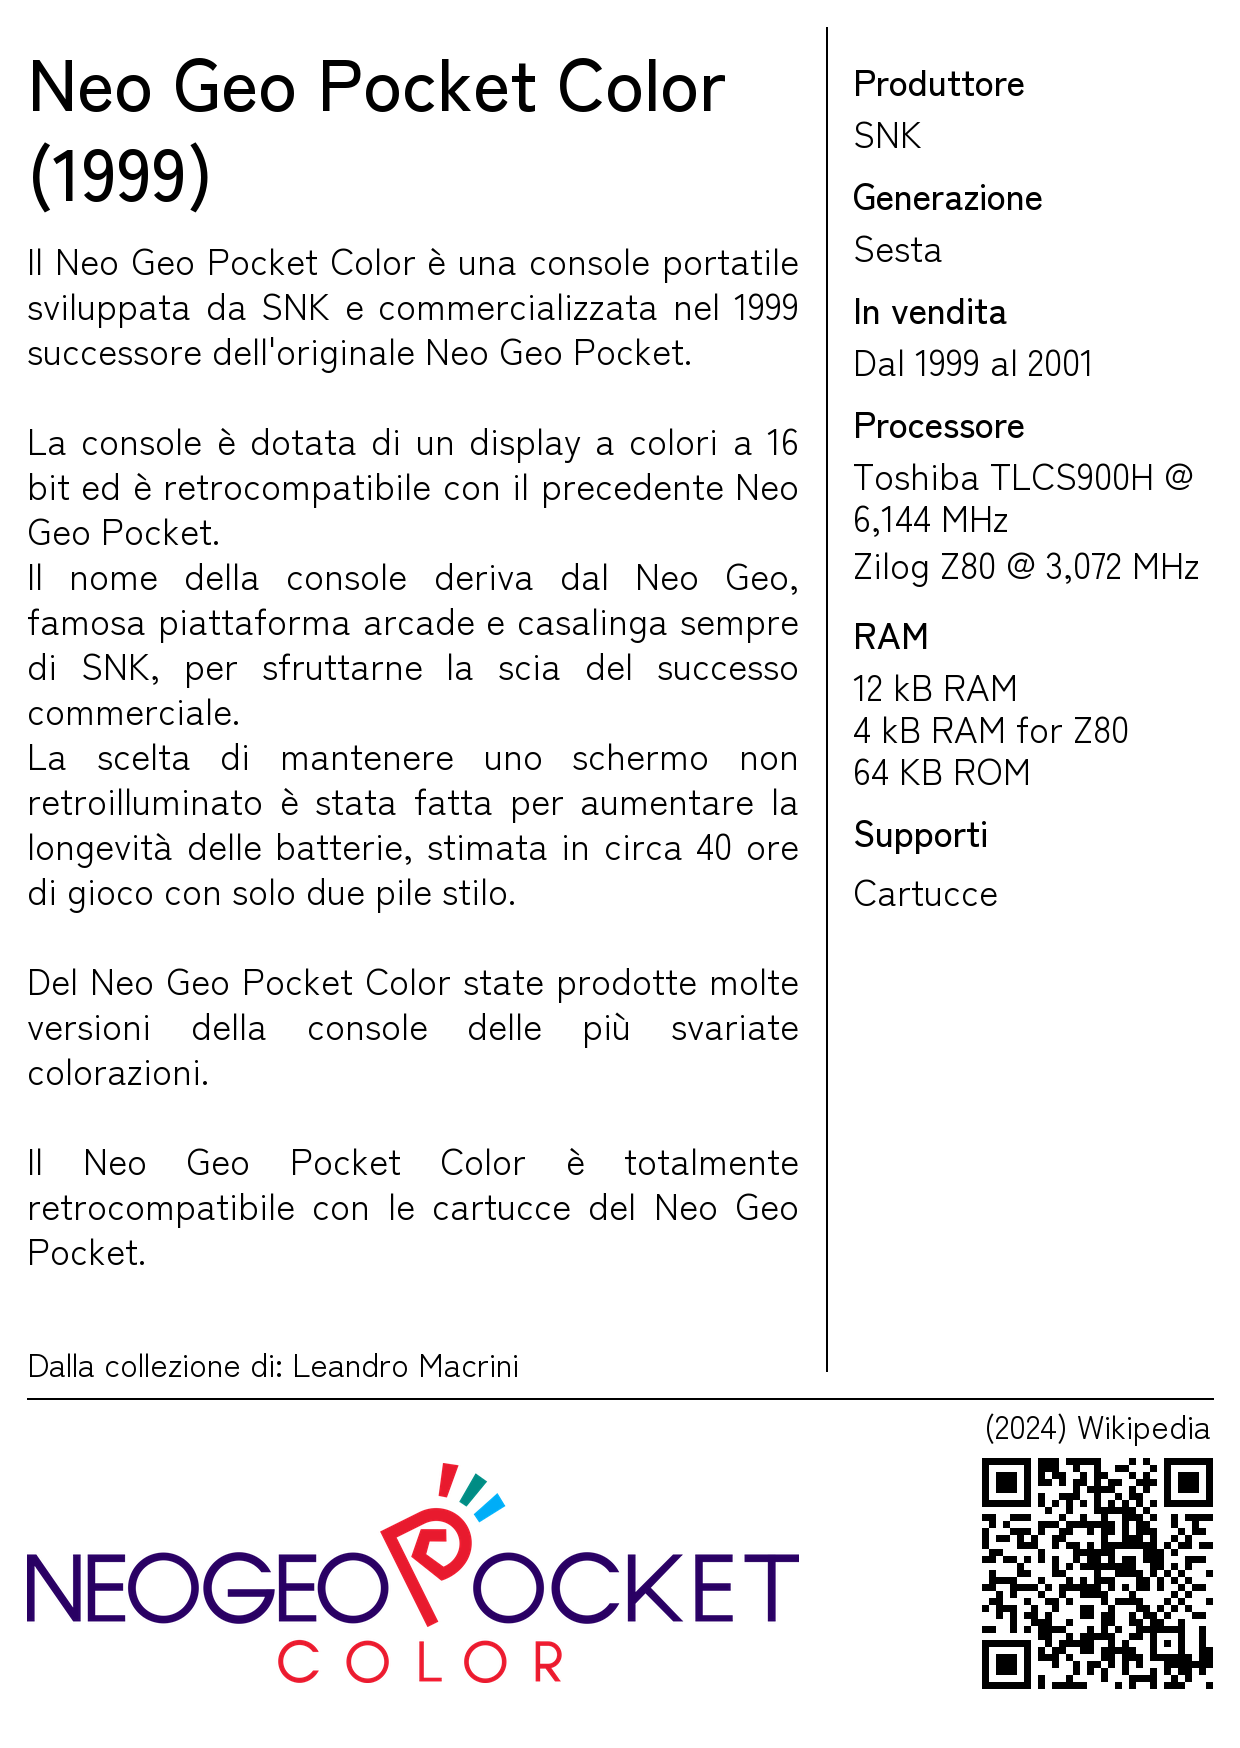 Neo Geo Pocket Color
(1999)
Il Neo Geo Pocket Color è una console portatile
sviluppata da SNK e commercializzata nel 1999
successore dell'originale Neo Geo Pocket.
La console è dotata di un display a colori a 16
bit ed è retrocompatibile con il precedente Neo
Geo Pocket.
Il nome della console deriva dal Neo Geo,
famosa piattaforma arcade e casalinga sempre
di SNK, per sfruttarne la scia del successo
commerciale.
La scelta di mantenere uno schermo non
retroilluminato è stata fatta per aumentare la
longevità delle batterie, stimata in circa 40 ore
di gioco con solo due pile stilo.
Del Neo Geo Pocket Color state prodotte molte
versioni della console delle più svariate
colorazioni.
Il Neo Geo Pocket Color è totalmente
retrocompatibile con le cartucce del Neo Geo
Pocket.
Dalla collezione di: Leandro Macrini
Produttore
SNK
Generazione
Sesta
In vendita
Dal 1999 al 2001
Processore
Toshiba TLCS900H @
6,144 MHz
Zilog Z80 @ 3,072 MHz
RAM
12 kB RAM
4 kB RAM for Z80
64 KB ROM
Supporti
Cartucce
(2024) Wikipedia
NEOGEOPOCKET
COLOR